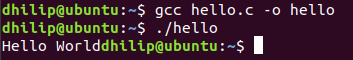 dhilip@ubuntu:~$ gcc hello.c -o hello
dhilip@ubuntu:~$ ./hello
Hello Worlddhilip@ubuntu:~$